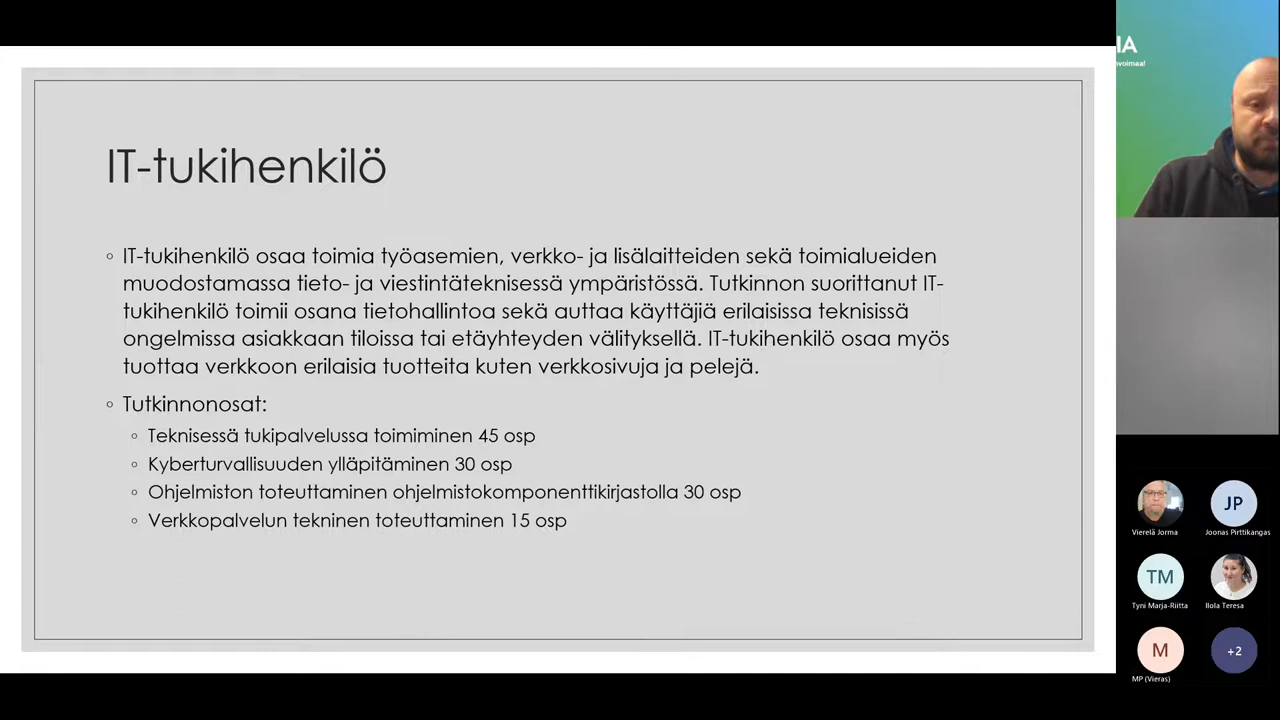 IT-tukihenkilö
◦ IT-tukihenkilö osaa toimia työasemien, verkko- ja lisälaitteiden sekä toimialueiden
muodostamassa tieto- ja viestintäteknisessä ympäristössä. Tutkinnon suorittanut IT-
tukihenkilö toimii osana tietohallintoa sekä auttaa käyttäjiä erilaisissa teknisissä
ongelmissa asiakkaan tiloissa tai etäyhteyden välityksellä. IT-tukihenkilö osaa myös
tuottaa verkkoon erilaisia tuotteita kuten verkkosivuja ja pelejä.
◦ Tutkinnonosat:
◦ Teknisessä tukipalvelussa toimiminen 45 osp
◦ Kyberturvallisuuden ylläpitäminen 30 osp
◦ Ohjelmiston toteuttaminen ohjelmistokomponenttikirjastolla 30 osp
◦ Verkkopalvelun tekninen toteuttaminen 15 osp
IA
nvoimaa!
JP
Vierelä Jorma
Joonas Pirttikangas
TM
Tyni Marja-Riitta
Ilola Teresa
M
+2
MP (Vieras)